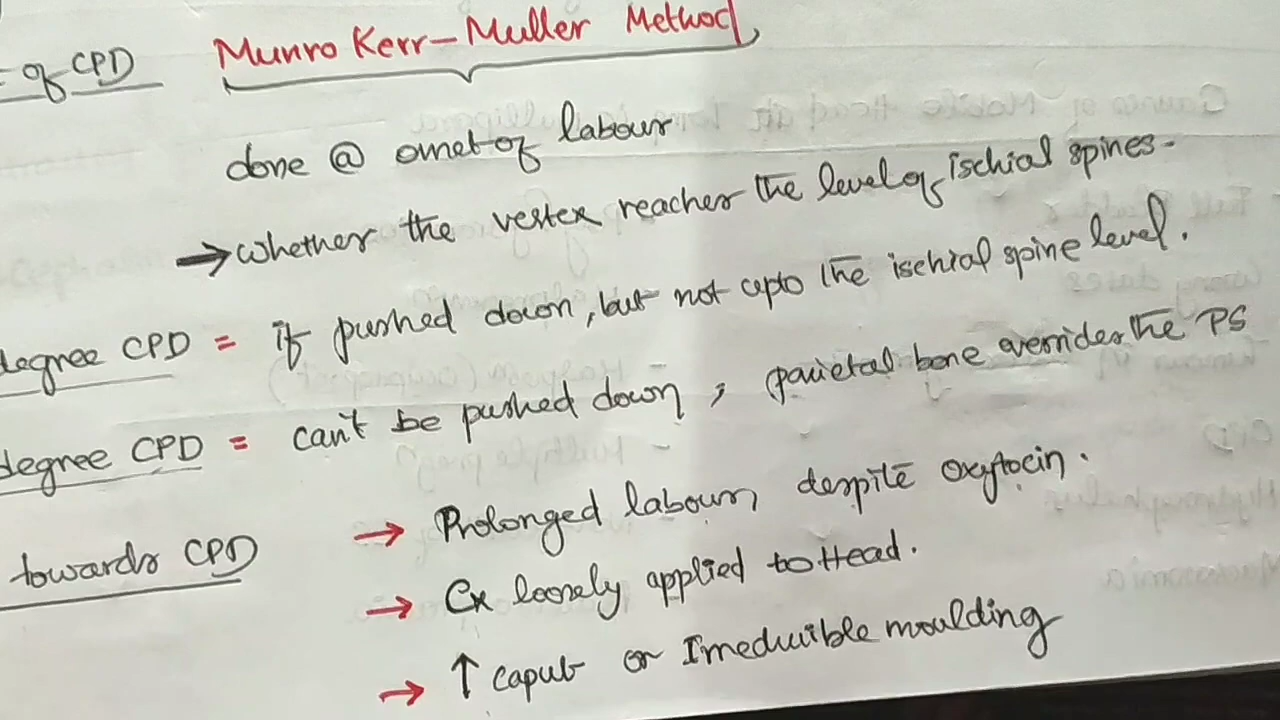 of CPD Munro Kerr-Muller Method
done @ onset of labour
→ Whether the vertex reaches the level of ischial spines.
degree CPD = if pushed down, but not upto the ischial spine level.
degree CPD = can't be pushed down, parietal bone overrides the PS
towards CPD → Prolonged labour, despite Oxytocin.
→ Cx loosely applied to Head.
→ ↑ caput or Irreducible moulding